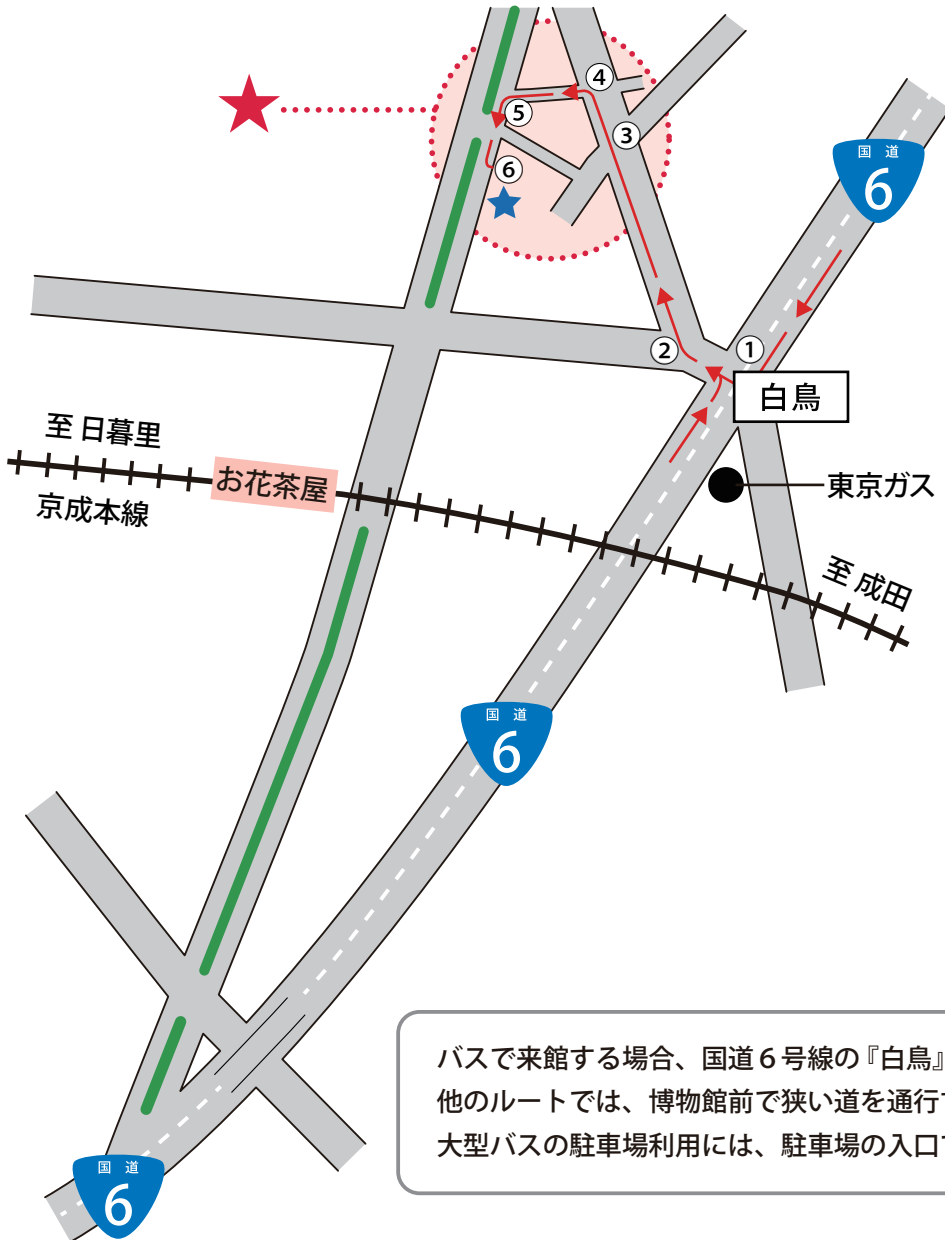 ④
⑤
③
国道
6
⑥
①
②
白鳥
至 日暮里
お花茶屋
京成本線
東京ガス
至 成田
国道
6
バスで来館する場合、国道６号線の『白鳥』
他のルートでは、博物館前で狭い道を通行
大型バスの駐車場利用には、駐車場の入口
国道
6